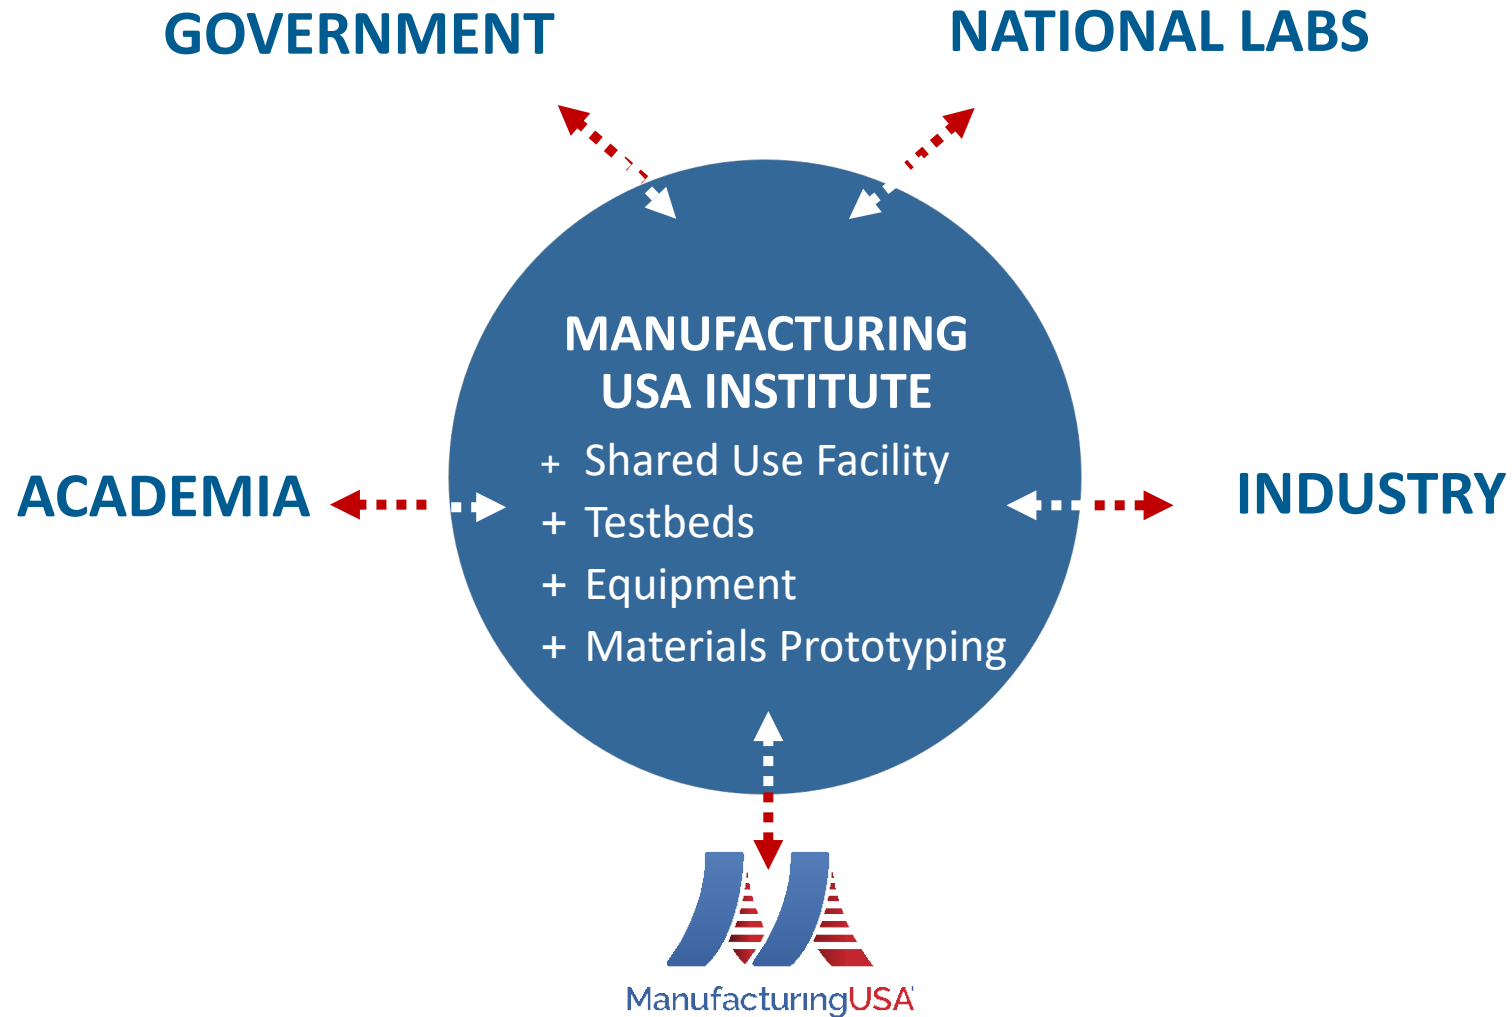 GOVERNMENT
NATIONAL LABS
MANUFACTURING
USA INSTITUTE
+ Shared Use Facility
+ Testbeds
+ Equipment
+ Materials Prototyping
ACADEMIA
INDUSTRY
ManufacturingUSA